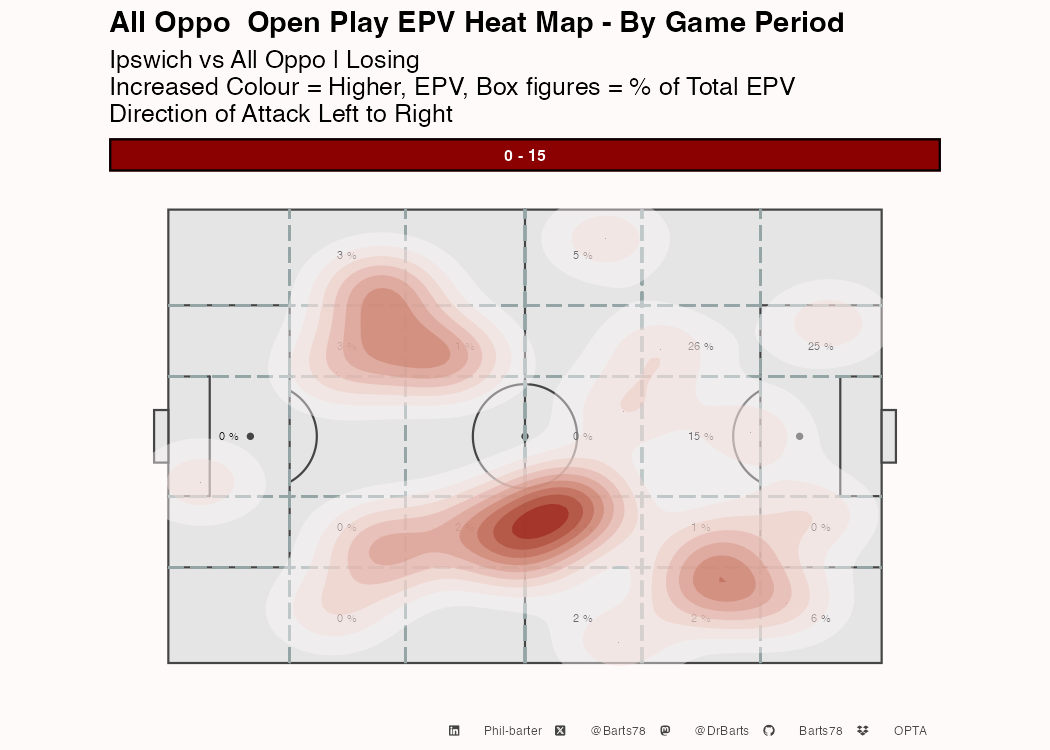 All Oppo  Open Play EPV Heat Map - By Game Period
Ipswich vs All Oppo | Losing
Increased Colour = Higher, EPV, Box figures = % of Total EPV
Direction of Attack Left to Right
0 - 15
3 % 5 %
3 % 1 % 26 % 25 %
0 % 0 % 15 %
0 % 1 % 0 %
0 % 2 % 2 % 6 %
Phil-barter @Barts78 @DrBarts Barts78 OPTA